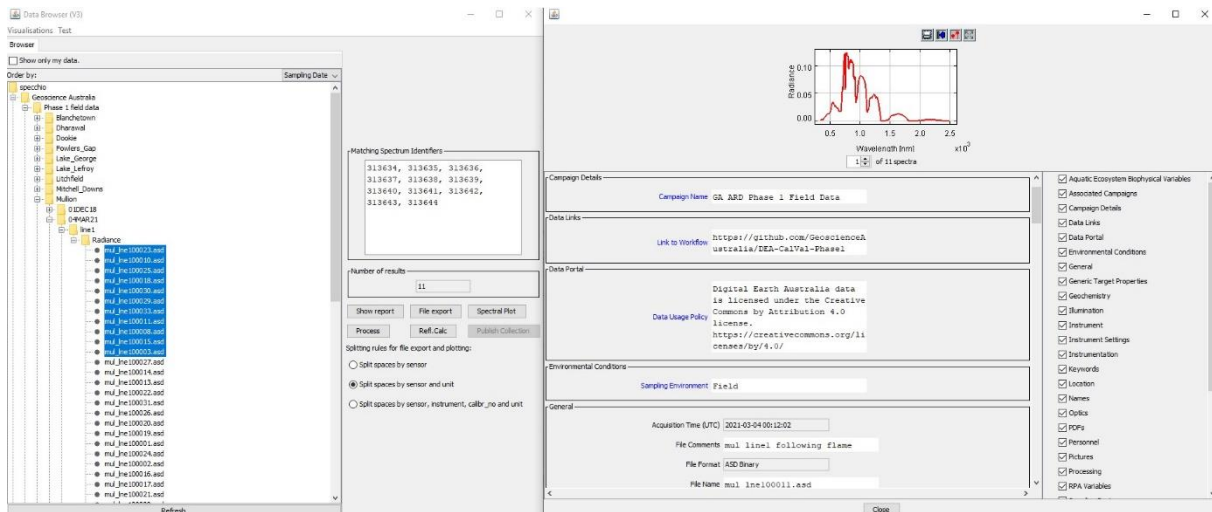 Data Browser (V3)
Visualisations Test
Browser
Show only my data.
Order by:
Sampling Date
specchio
Geoscience Australia
Phase 1 field data
Blanchetown
Dharawal
Dookie
Fowlers_Gap
Lake_George
Lake_Lefroy
Litchfield
Mitchell_Downs
Mullion
01DEC18
04MAR21
line1
Radiance
mul_lne100023.asd
mul_lne100010.asd
mul_lne100025.asd
mul_lne100018.asd
mul_lne100030.asd
mul_lne100029.asd
mul_lne100033.asd
mul_lne100011.asd
mul_lne100008.asd
mul_lne100015.asd
mul_lne100003.asd
mul_lne100027.asd
mul_lne100014.asd
mul_lne100013.asd
mul_lne100022.asd
mul_lne100031.asd
mul_lne100026.asd
mul_lne100020.asd
mul_lne100019.asd
mul_lne100001.asd
mul_lne100024.asd
mul_lne100002.asd
mul_lne100016.asd
mul_lne100017.asd
mul_lne100021.asd
Refresh
Matching Spectrum Identifiers
313634, 313635, 313636,
313637, 313638, 313639,
313640, 313641, 313642,
313643, 313644
Number of results
11
Show report File export Spectral Plot
Process Refl.Calc Publish Collection
Splitting rules for file export and plotting:
Split spaces by sensor
Split spaces by sensor and unit
Split spaces by sensor, instrument, calibr_no and unit
Radiance
0.10
0.05
0.00
0.5 1.0 1.5 2.0 2.5
Wavelength [nm] x10³
1 of 11 spectra
Campaign Details
Campaign Name GA ARD Phase 1 Field Data
Data Links
Link to Workflow https://github.com/GeoscienceA
ustralia/DEA-CalVal-Phase1
Data Portal
Data Usage Policy
Digital Earth Australia data
is licensed under the Creative
Commons by Attribution 4.0
license.
https://creativecommons.org/li
censes/by/4.0/
Environmental Conditions
Sampling Environment Field
General
Acquisition Time (UTC) 2021-03-04 00:12:02
File Comments mul line1 following flame
File Format ASD Binary
File Name mul_lne100011.asd
Close
Aquatic Ecosystem Biophysical Variables
Associated Campaigns
Campaign Details
Data Links
Data Portal
Environmental Conditions
General
Generic Target Properties
Geochemistry
Illumination
Instrument
Instrument Settings
Instrumentation
Keywords
Location
Names
Optics
PDFs
Personnel
Pictures
Processing
RPA Variables